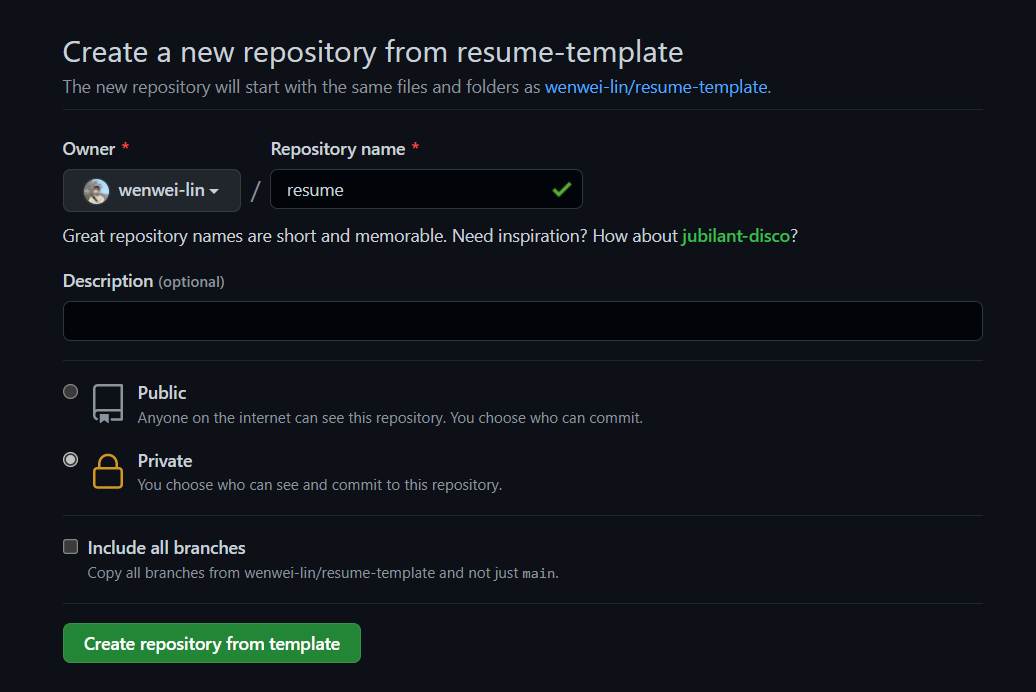 Create a new repository from resume-template
The new repository will start with the same files and folders as wenwei-lin/resume-template.
Owner * Repository name *
wenwei-lin / resume
Great repository names are short and memorable. Need inspiration? How about jubilant-disco?
Description (optional)
Public
Anyone on the internet can see this repository. You choose who can commit.
Private
You choose who can see and commit to this repository.
Include all branches
Copy all branches from wenwei-lin/resume-template and not just main.
Create repository from template